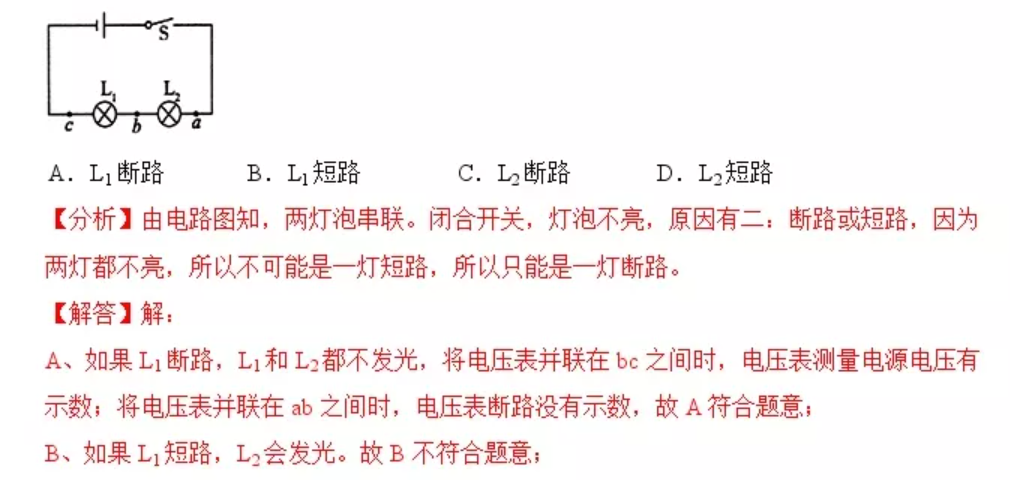 S
L₁ L₂
c b a
A．L₁断路 B．L₁短路 C．L₂断路 D．L₂短路
【分析】由电路图知，两灯泡串联。闭合开关，灯泡不亮，原因有二：断路或短路，因为
两灯都不亮，所以不可能是一灯短路，所以只能是一灯断路。
【解答】解：
A、如果 L₁断路，L₁和 L₂都不发光，将电压表并联在 bc 之间时，电压表测量电源电压有
示数；将电压表并联在 ab 之间时，电压表断路没有示数，故 A 符合题意；
B、如果 L₁短路，L₂会发光。故 B 不符合题意；